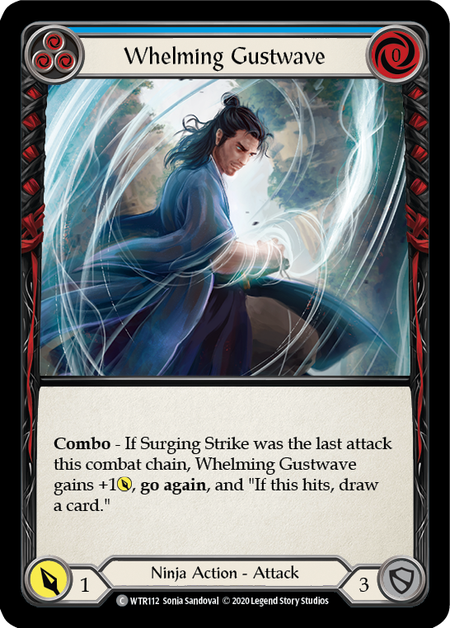 Whelming Gustwave
0
Combo - If Surging Strike was the last attack
this combat chain, Whelming Gustwave
gains +1, go again, and "If this hits, draw
a card."
1
Ninja Action - Attack
3
C WTR112 Sonia Sandoval © 2020 Legend Story Studios